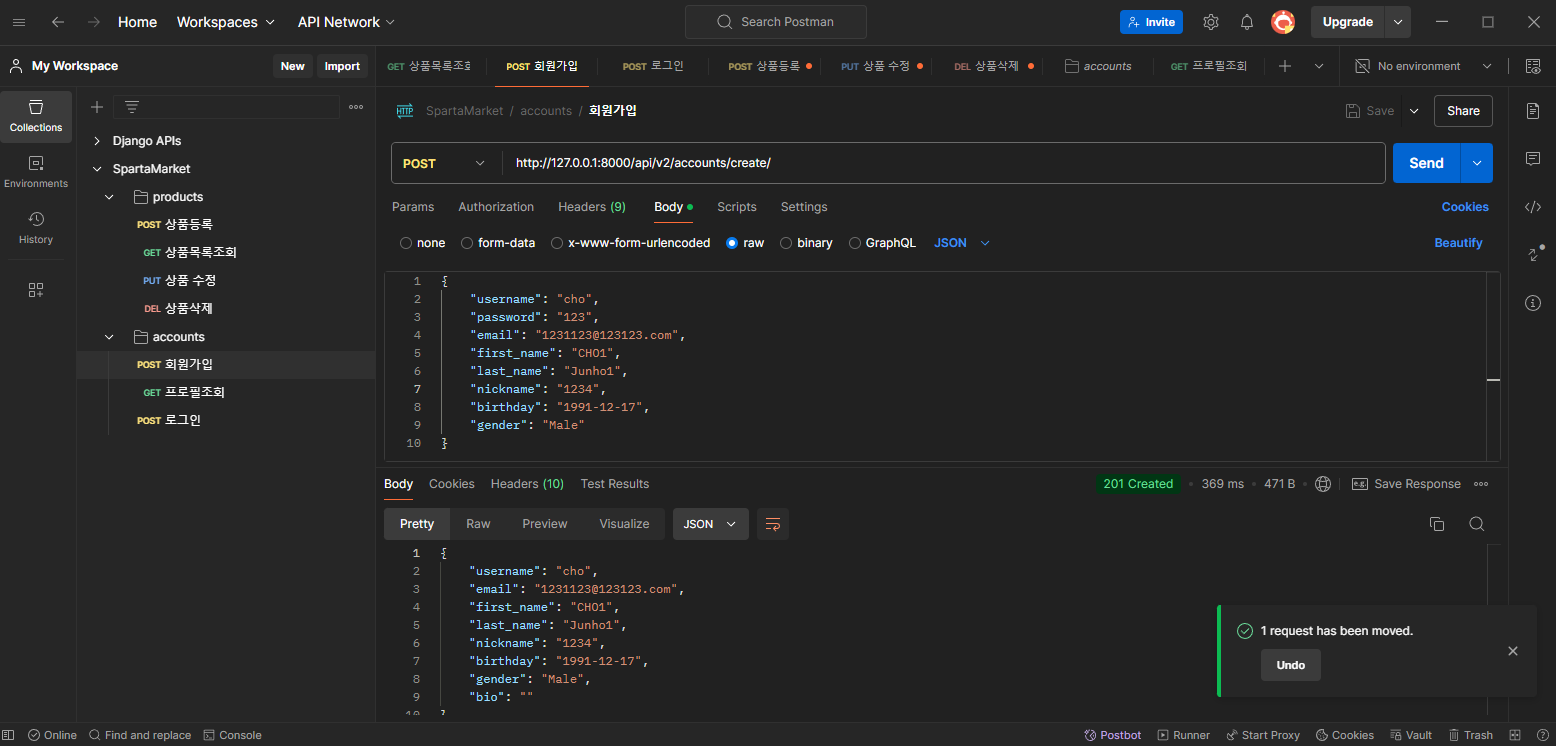 Home Workspaces API Network Search Postman Invite Upgrade
My Workspace New Import GET 상품목록조회 POST 회원가입 POST 로그인 POST 상품등록 PUT 상품 수정 DEL 상품삭제 accounts GET 프로필조회 No environment
Collections
Environments
History
Django APIs
SpartaMarket
products
POST 상품등록
GET 상품목록조회
PUT 상품 수정
DEL 상품삭제
accounts
POST 회원가입
GET 프로필조회
POST 로그인
HTTP SpartaMarket / accounts / 회원가입 Save Share
POST http://127.0.0.1:8000/api/v2/accounts/create/ Send
Params Authorization Headers (9) Body Scripts Settings Cookies
none form-data x-www-form-urlencoded raw binary GraphQL JSON Beautify
1 {
2 "username": "cho",
3 "password": "123",
4 "email": "1231123@123123.com",
5 "first_name": "CHO1",
6 "last_name": "Junho1",
7 "nickname": "1234",
8 "birthday": "1991-12-17",
9 "gender": "Male"
10 }
Body Cookies Headers (10) Test Results 201 Created 369 ms 471 B e.g. Save Response
Pretty Raw Preview Visualize JSON
1 {
2 "username": "cho",
3 "email": "1231123@123123.com",
4 "first_name": "CHO1",
5 "last_name": "Junho1",
6 "nickname": "1234",
7 "birthday": "1991-12-17",
8 "gender": "Male",
9 "bio": ""
10 }
1 request has been moved.
Undo
Online Find and replace Console Postbot Runner Start Proxy Cookies Vault Trash